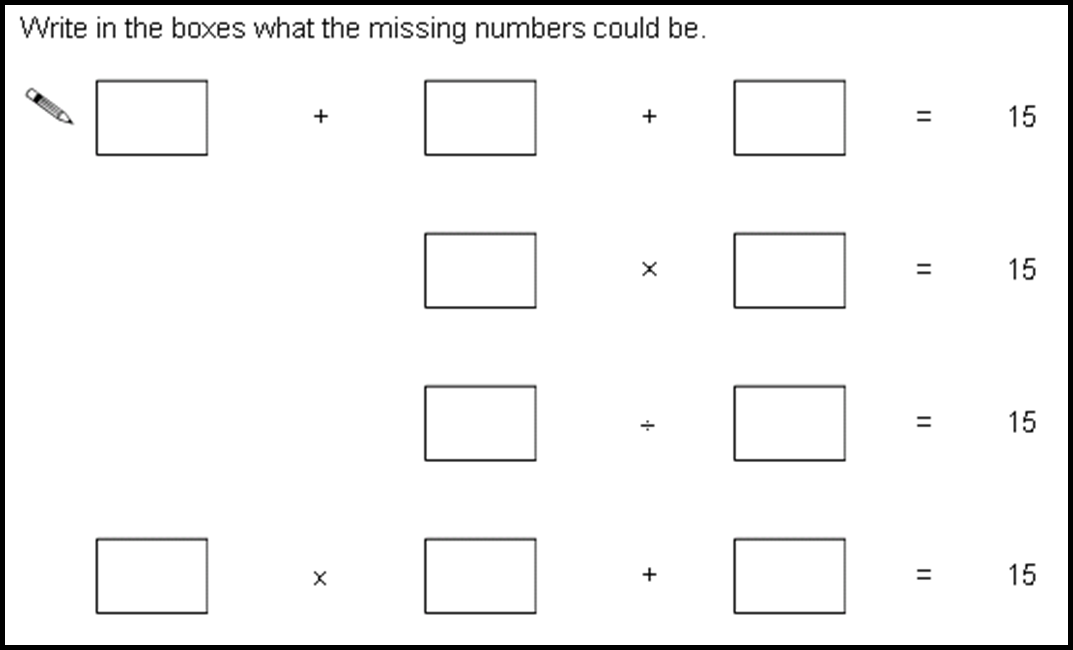 Write in the boxes what the missing numbers could be.
+ + = 15
× = 15
÷ = 15
× + = 15